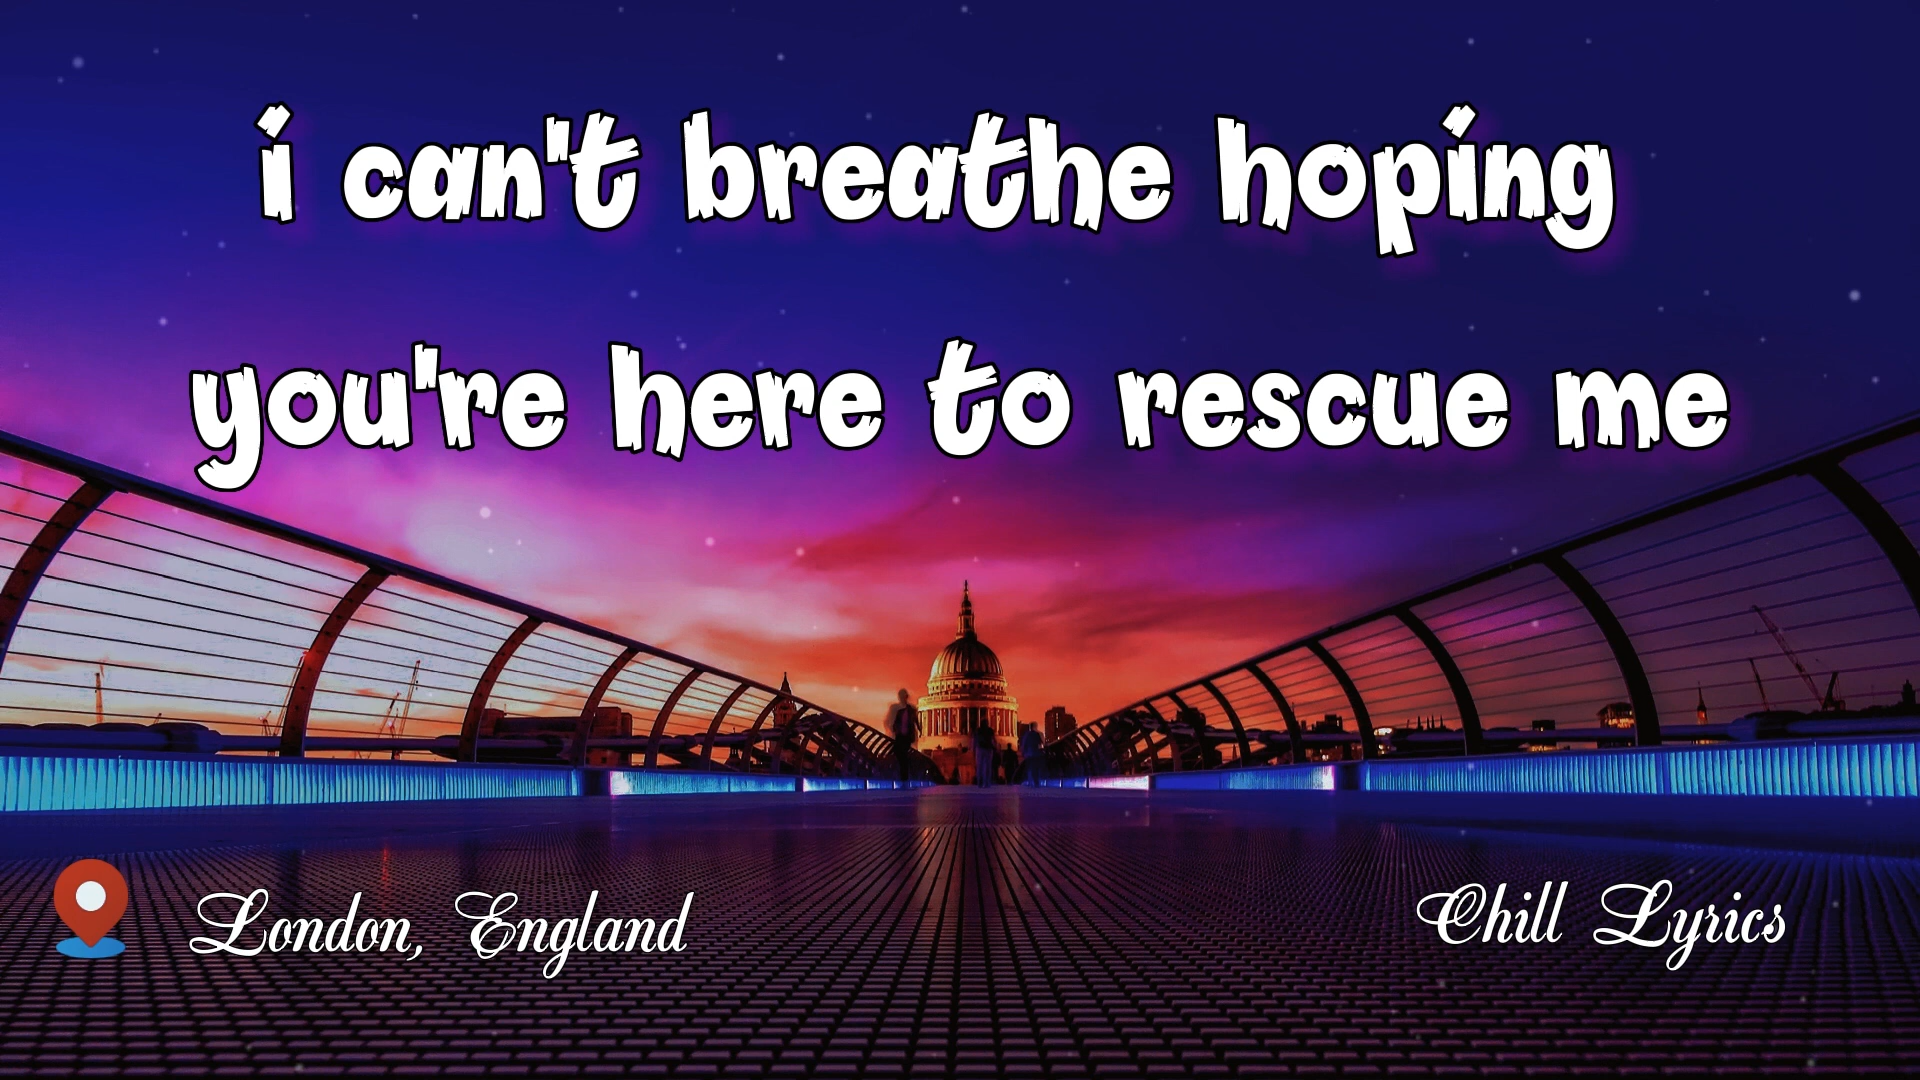 i can't breathe hoping
you're here to rescue me
London, England
Chill Lyrics